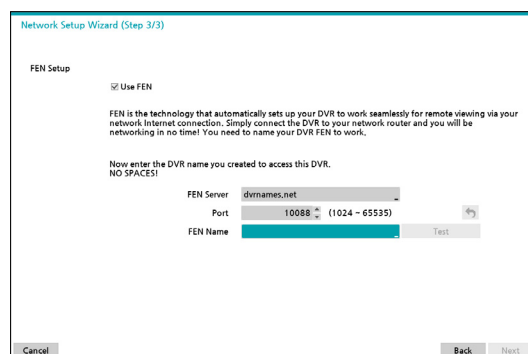 Network Setup Wizard (Step 3/3)
FEN Setup
Use FEN
FEN is the technology that automatically sets up your DVR to work seamlessly for remote viewing via your
network Internet connection. Simply connect the DVR to your network router and you will be
networking in no time! You need to name your DVR FEN to work.
Now enter the DVR name you created to access this DVR.
NO SPACES!
FEN Server dvrnames.net
Port 10088 (1024 – 65535)
FEN Name Test
Cancel Back Next